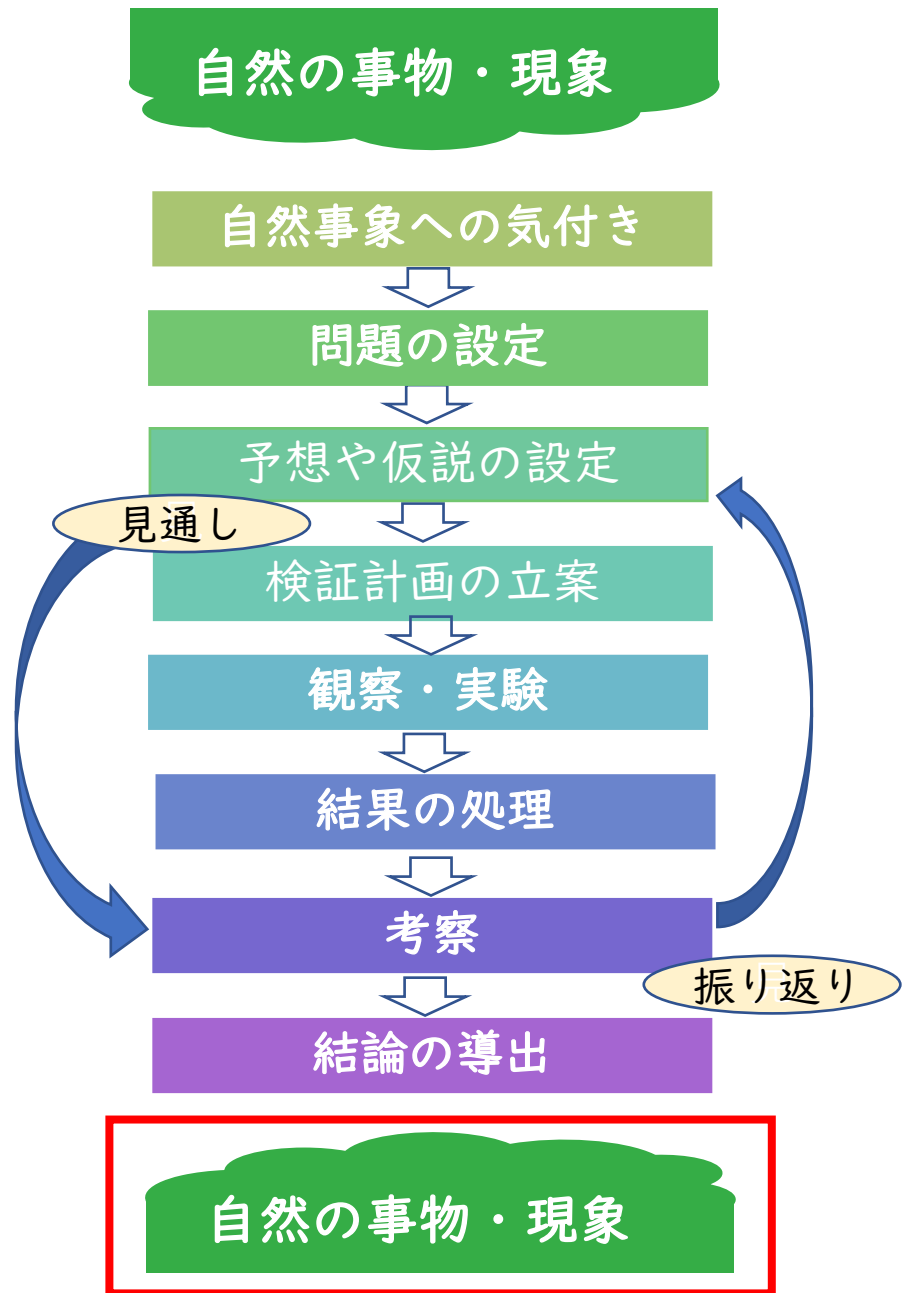 自然の事物・現象
自然事象への気付き
問題の設定
予想や仮説の設定
見通し
検証計画の立案
観察・実験
結果の処理
考察
振り返り
結論の導出
自然の事物・現象